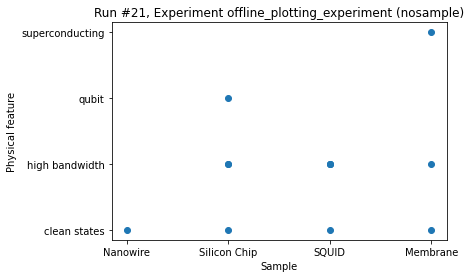 Run #21, Experiment offline_plotting_experiment (nosample)
superconducting
qubit
high bandwidth
clean states
Physical feature
Nanowire Silicon Chip SQUID Membrane
Sample